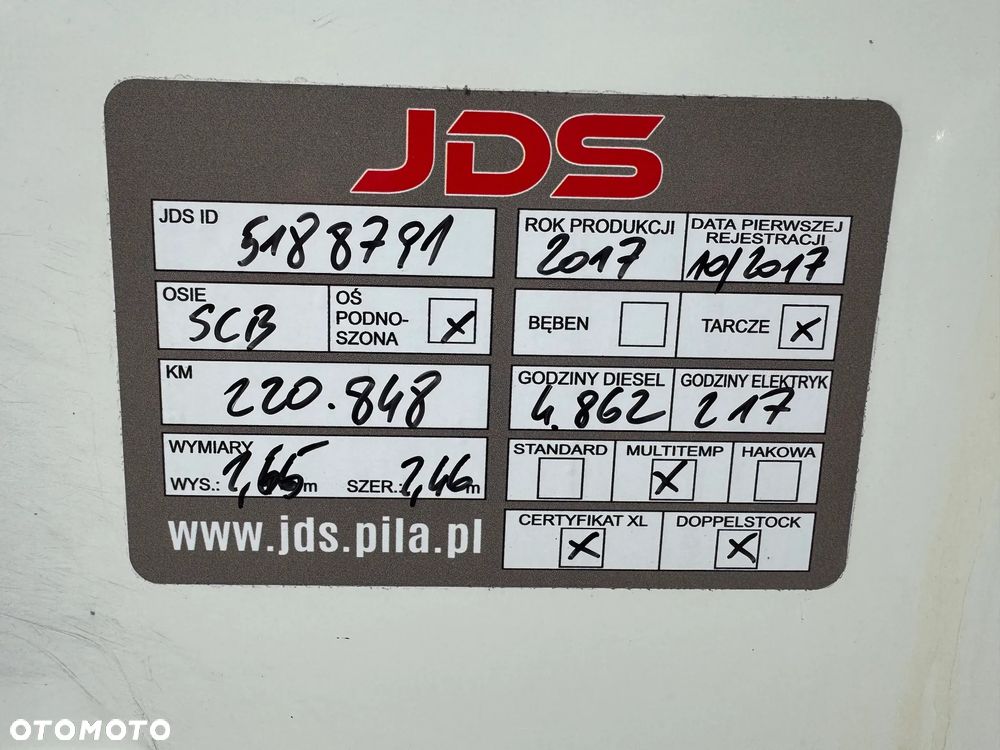 JDS
JDS ID 5188791
ROK PRODUKCJI 2017
DATA PIERWSZEJ
REJESTRACJI
10/2017
OSIE SCB
OŚ
PODNO-
SZONA X
BĘBEN
TARCZE X
KM
220.848
GODZINY DIESEL
4.862
GODZINY ELEKTRYK
217
WYMIARY
WYS.: 2,65 m SZER.: 2,46 m
STANDARD MULTITEMP X HAKOWA
www.jds.pila.pl
CERTYFIKAT XL X DOPPELSTOCK X
OTOMOTO